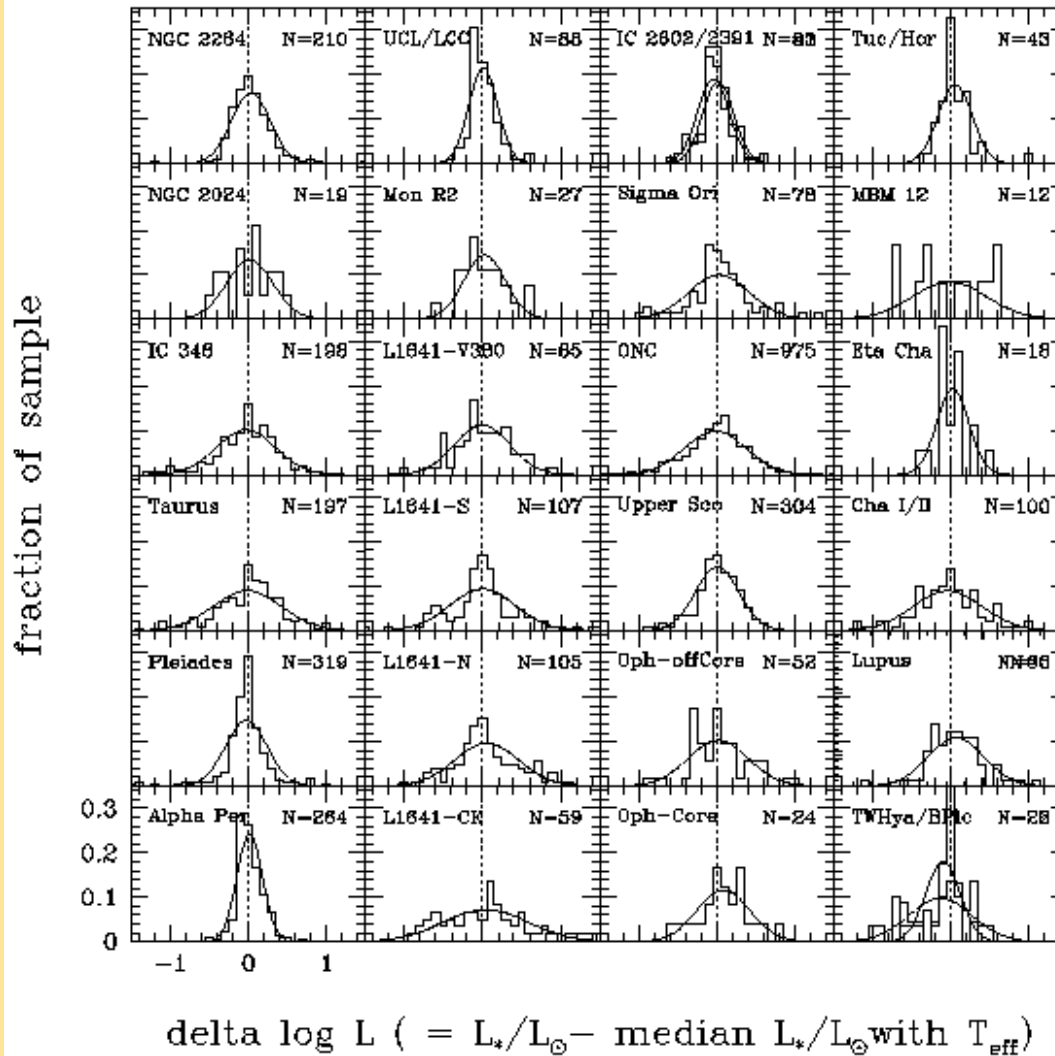 NGC 2264 N=210 UCL/LCC N=88 IC 2602/2391 Tuc/Hor N=43
NGC 2024 N=19 Mon R2 N=27 Sigma Ori N=78 MBM 12 N=12
IC 348 N=198 L1641-V380 N=65 ONC N=975 Eta Cha N=18
Taurus N=197 L1641-S N=107 Upper Sco N=304 Cha I/II N=100
Pleiades N=319 L1641-N N=105 Oph-offCore N=52 Lupus
Alpha Per N=264 L1641-CK N=59 Oph-Core N=24 TWHya/BPic
0.3
0.2
0.1
0
-1 0 1
fraction of sample
delta log L ( = L*/L☉ - median L*/L☉ with Teff)